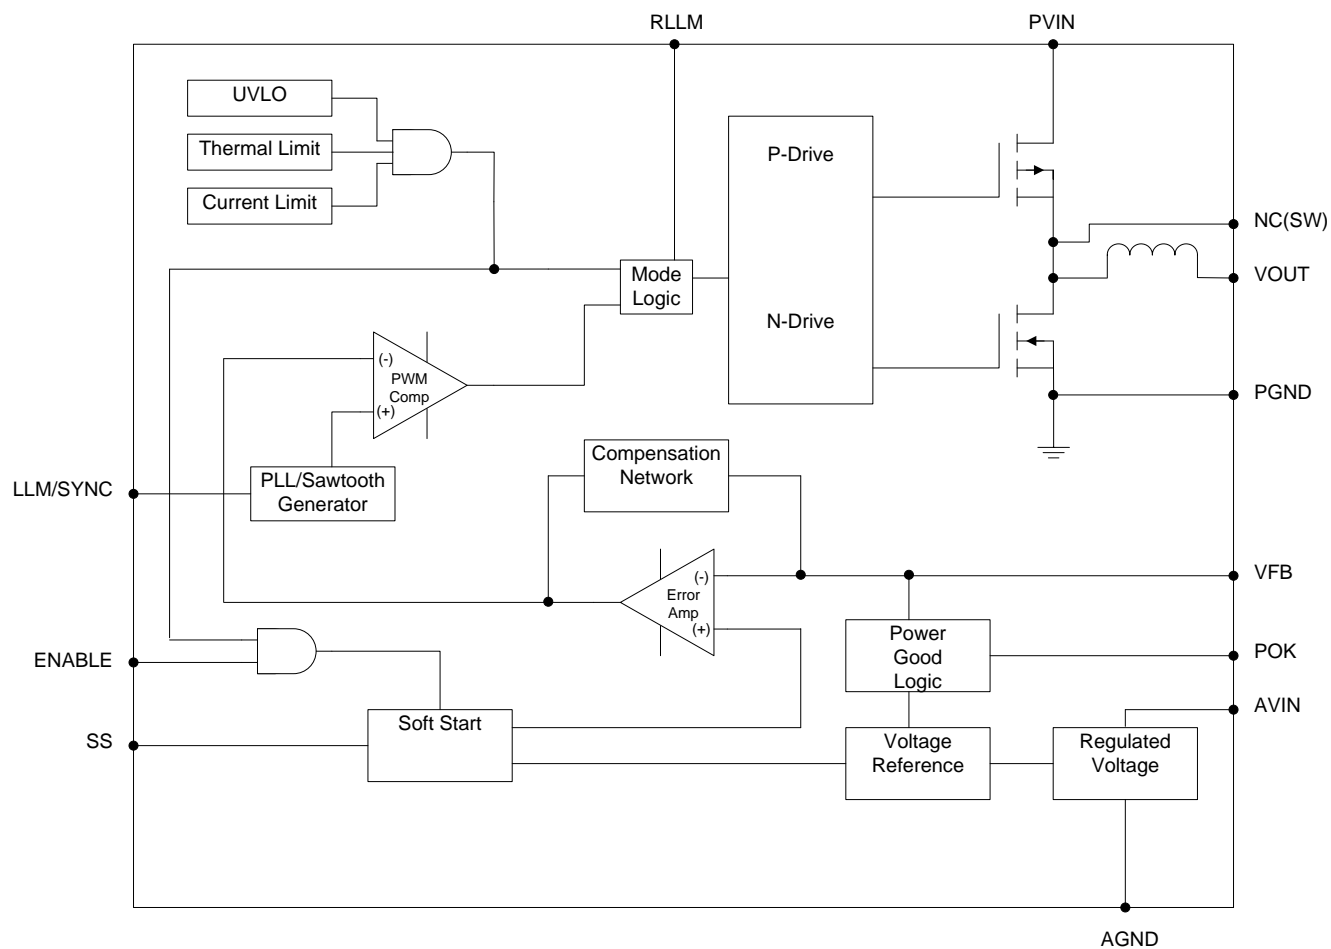 RLLM
PVIN
UVLO
Thermal Limit
Current Limit
P-Drive
N-Drive
NC(SW)
VOUT
Mode
Logic
(-)
PWM
Comp
(+)
PGND
Compensation
Network
LLM/SYNC
PLL/Sawtooth
Generator
VFB
(-)
Error
Amp
(+)
Power
Good
Logic
POK
ENABLE
AVIN
SS
Soft Start
Voltage
Reference
Regulated
Voltage
AGND